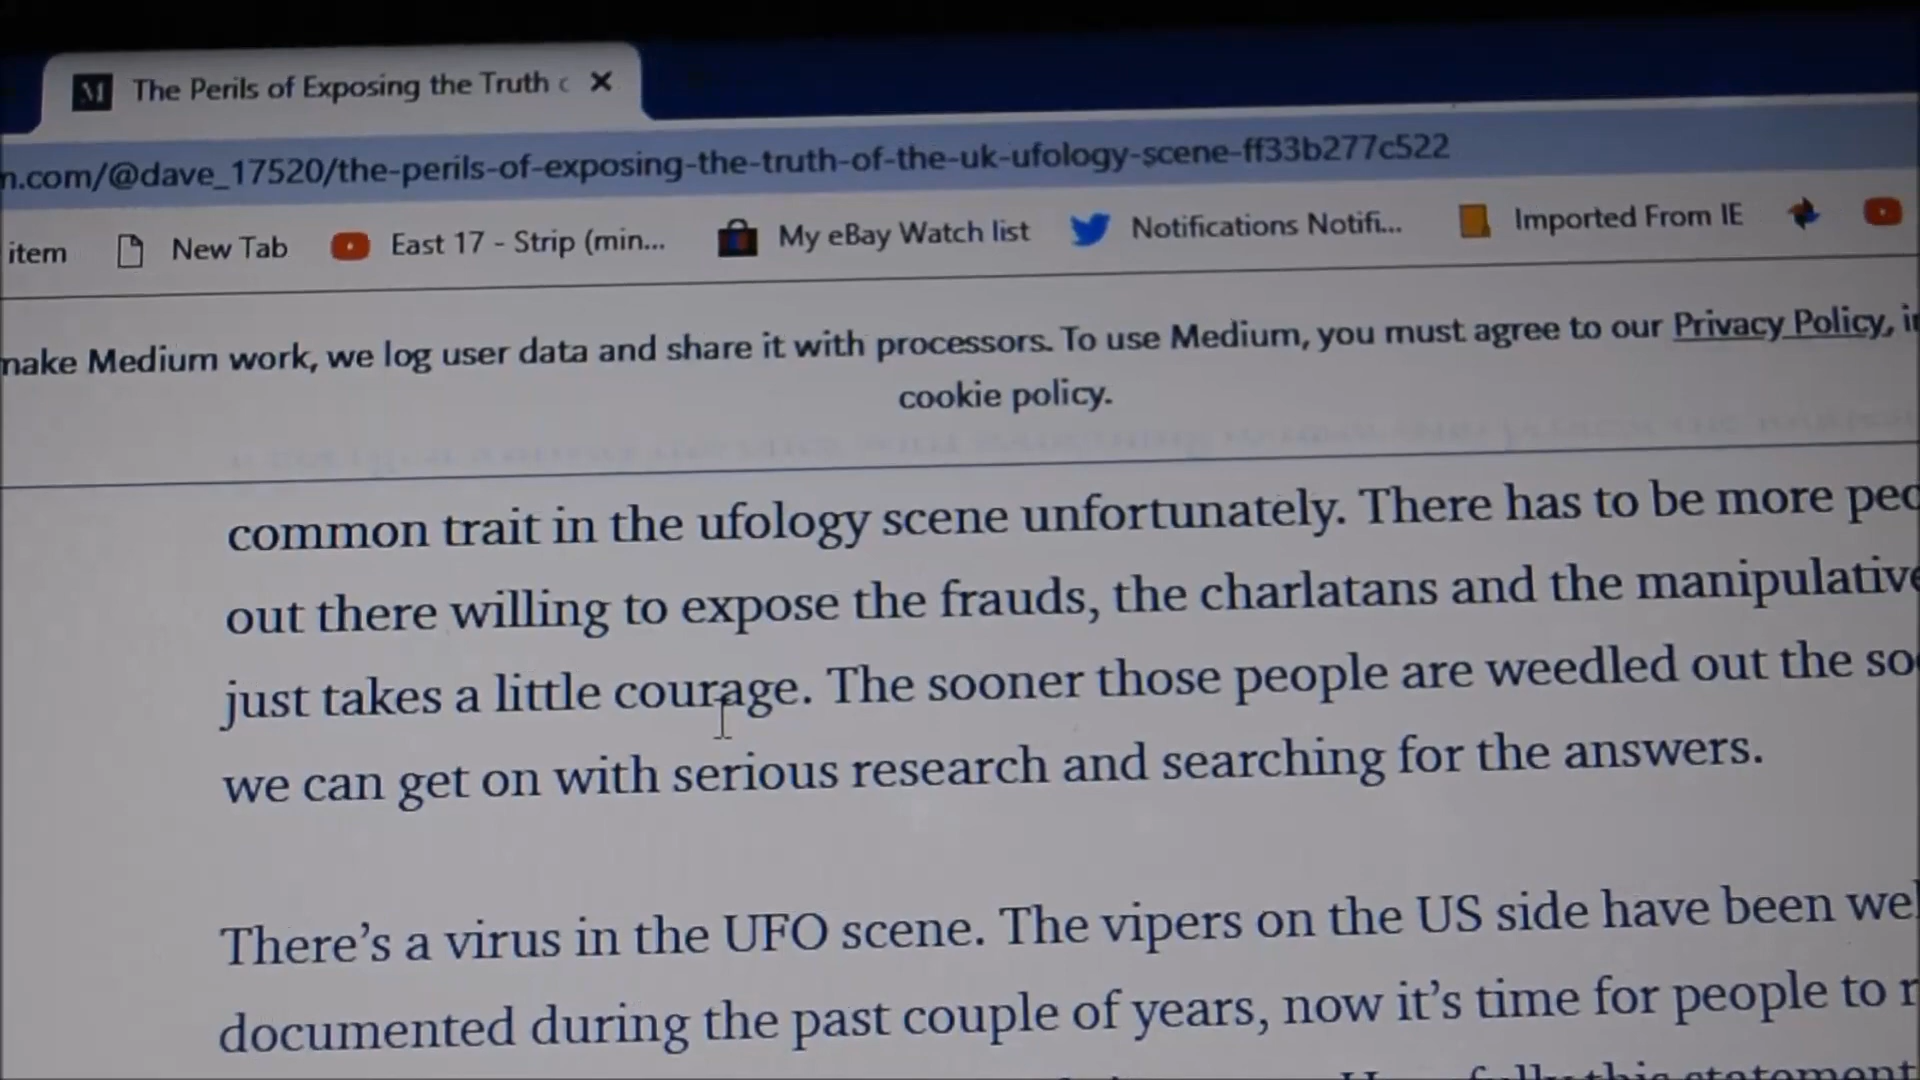 M The Perils of Exposing the Truth
n.com/@dave_17520/the-perils-of-exposing-the-truth-of-the-uk-ufology-scene-ff33b277c522
item New Tab East 17 - Strip (min... My eBay Watch list Notifications Notifi... Imported From IE
make Medium work, we log user data and share it with processors. To use Medium, you must agree to our Privacy Policy,
cookie policy.
common trait in the ufology scene unfortunately. There has to be more
out there willing to expose the frauds, the charlatans and the manipulative
just takes a little courage. The sooner those people are weedled out the
we can get on with serious research and searching for the answers.
There's a virus in the UFO scene. The vipers on the US side have been
documented during the past couple of years, now it's time for people to
this statement